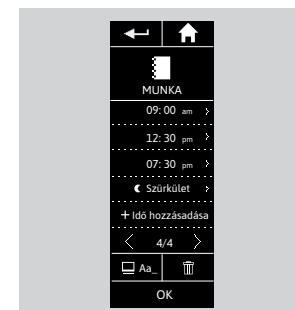 MUNKA
09:00 am
12:30 pm
07:30 pm
Szürkület
+ Idő hozzásadása
4/4
Aa_
OK